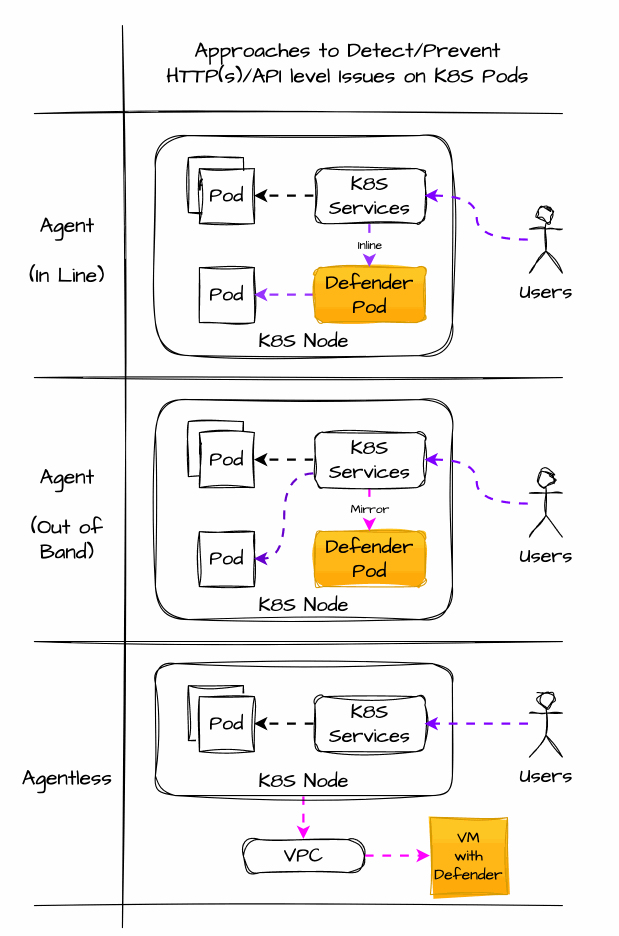 Approaches to Detect/Prevent
HTTP(s)/API level Issues on K8S Pods
Agent
(In Line)
Pod
K8S
Services
Inline
Pod
Defender
Pod
K8S Node
Users
Agent
(Out of
Band)
Pod
K8S
Services
Mirror
Pod
Defender
Pod
K8S Node
Users
Agentless
Pod
K8S
Services
K8S Node
Users
VPC
VM
with
Defender